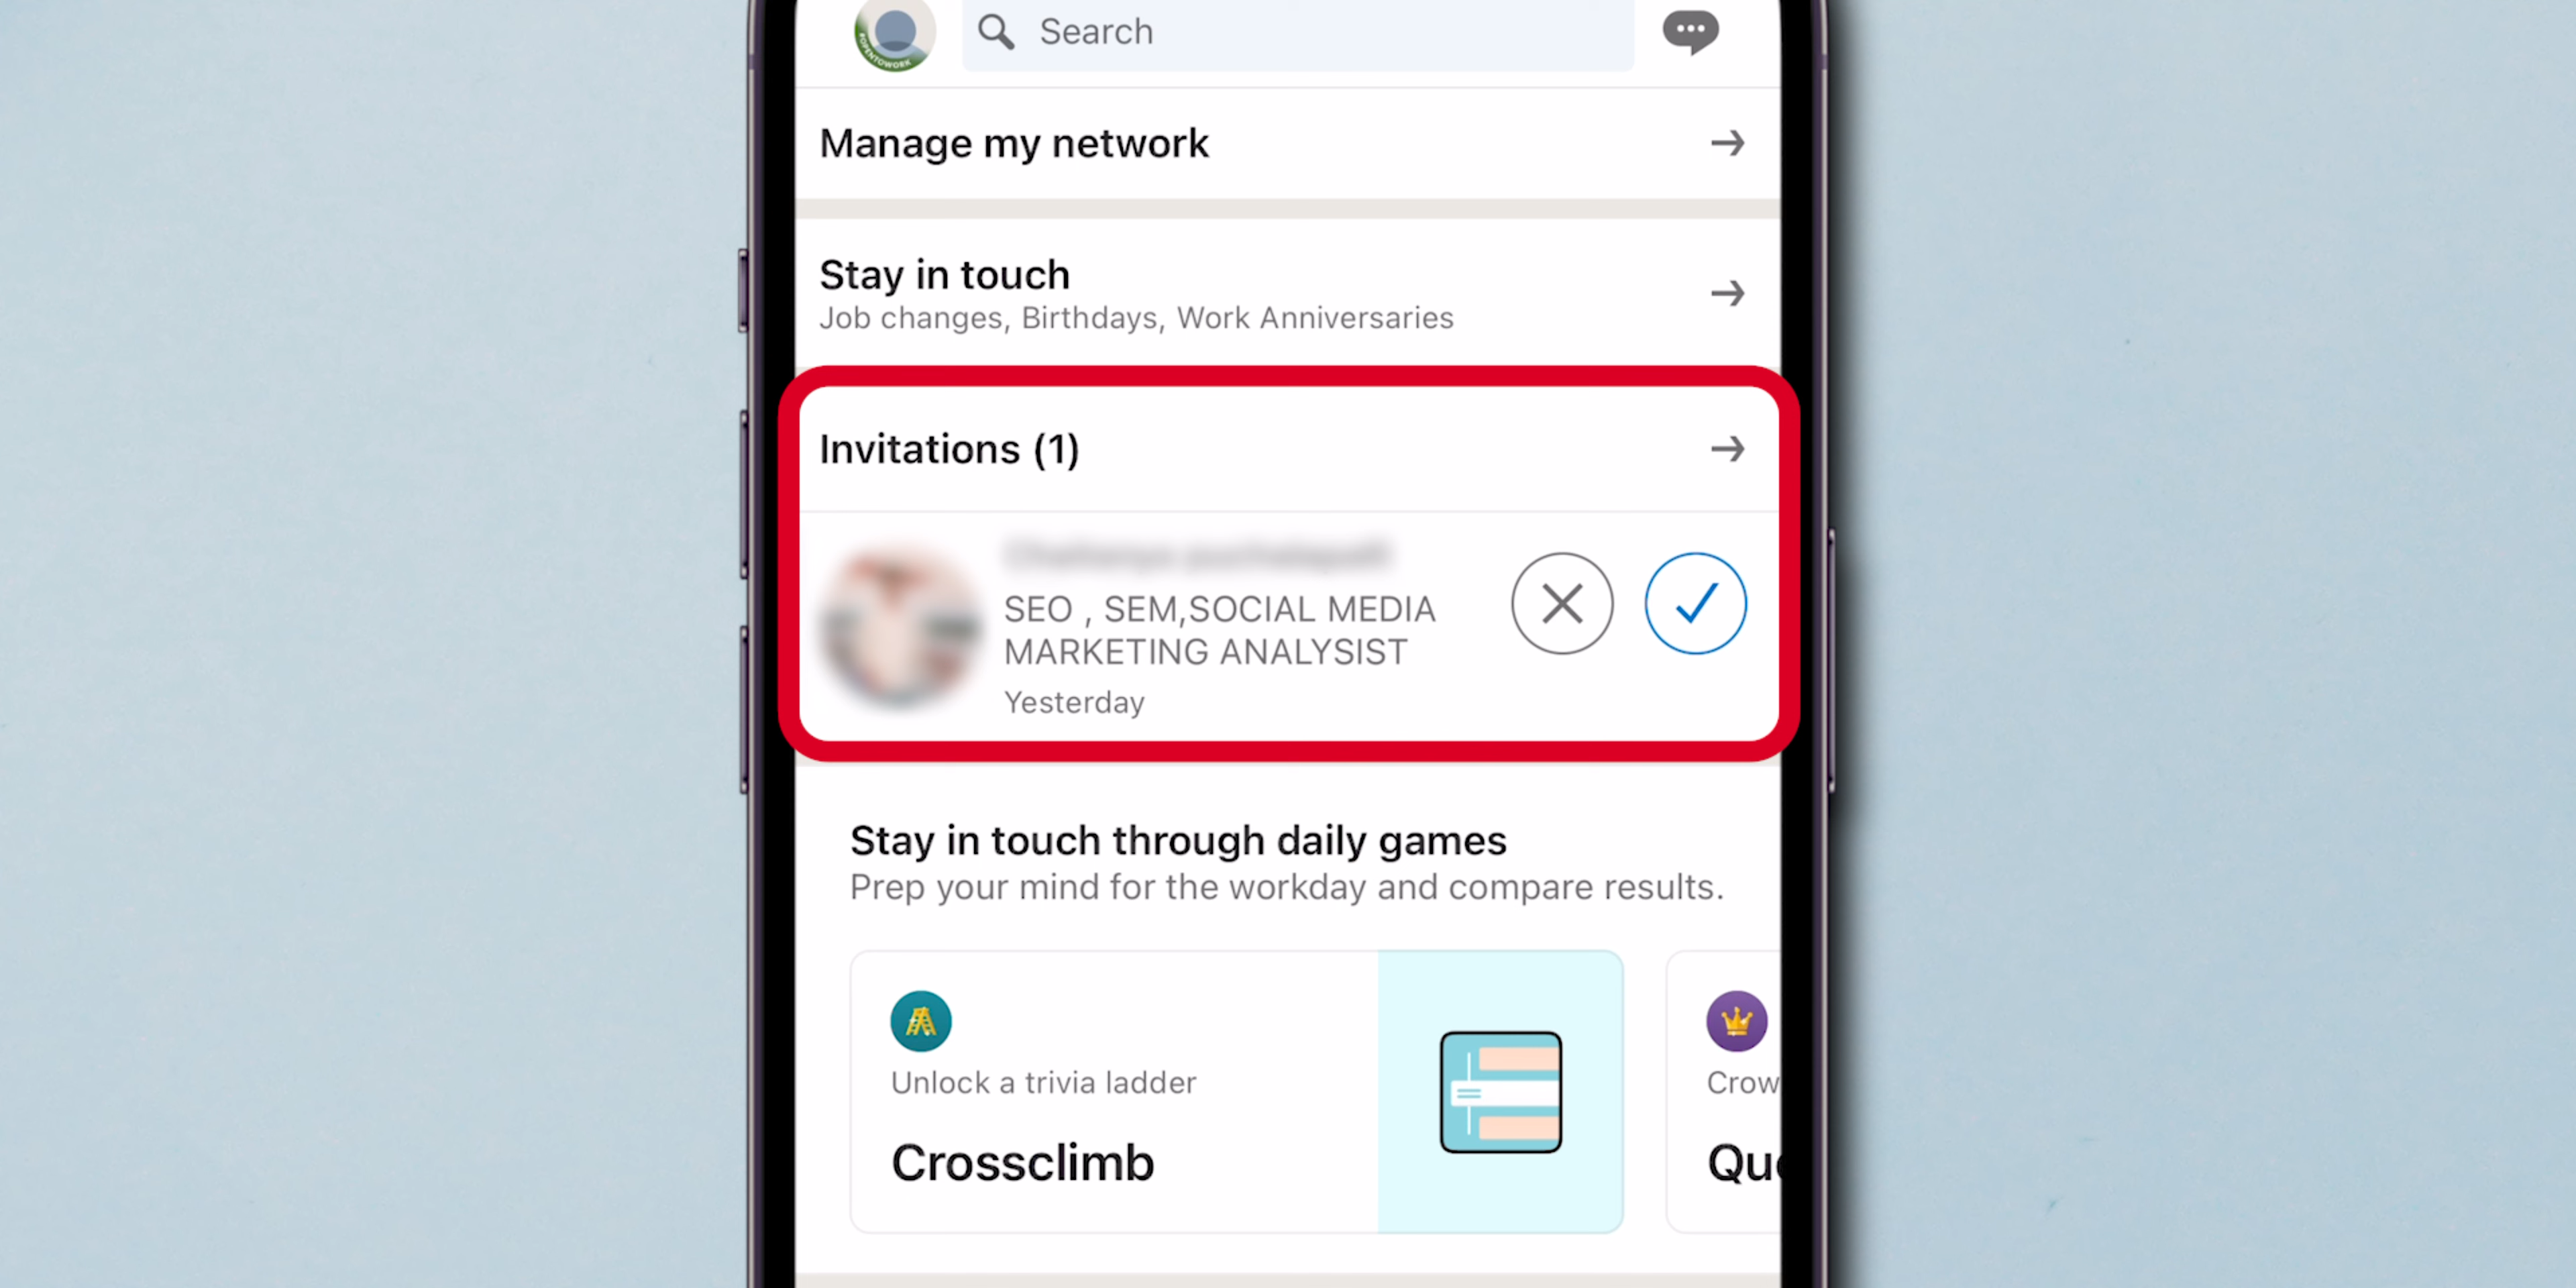 #OPENTOWORK
Search
Manage my network
Stay in touch
Job changes, Birthdays, Work Anniversaries
Invitations (1)
SEO , SEM,SOCIAL MEDIA
MARKETING ANALYSIST
Yesterday
Stay in touch through daily games
Prep your mind for the workday and compare results.
Unlock a trivia ladder
Crossclimb
Crow